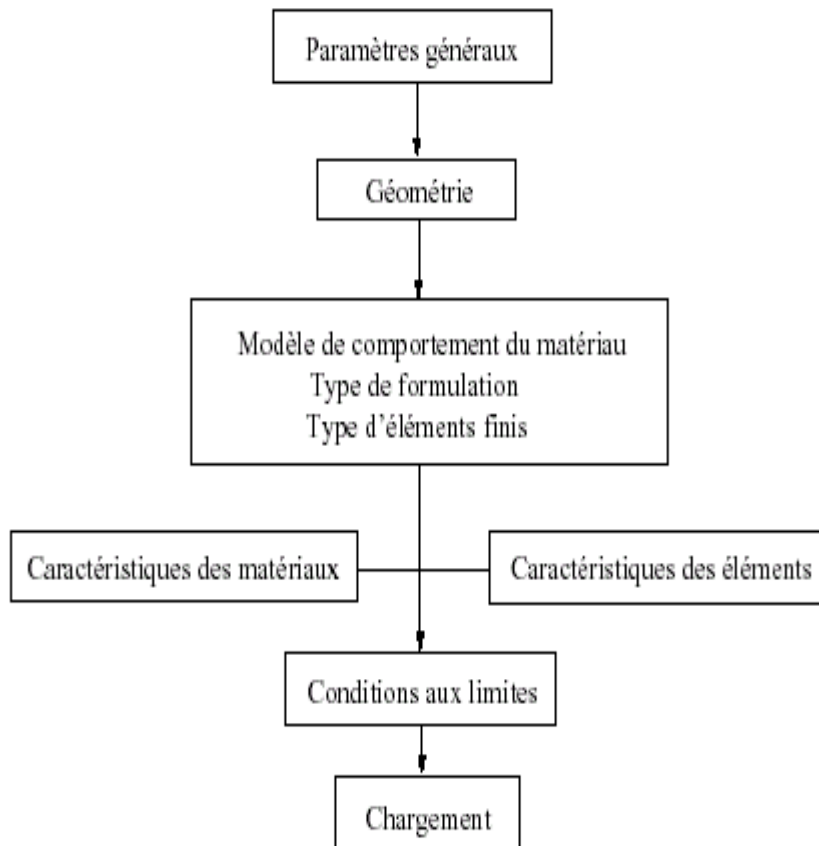 Paramètres généraux
Géométrie
Modèle de comportement du matériau
Type de formulation
Type d'éléments finis
Caractéristiques des matériaux
Caractéristiques des éléments
Conditions aux limites
Chargement